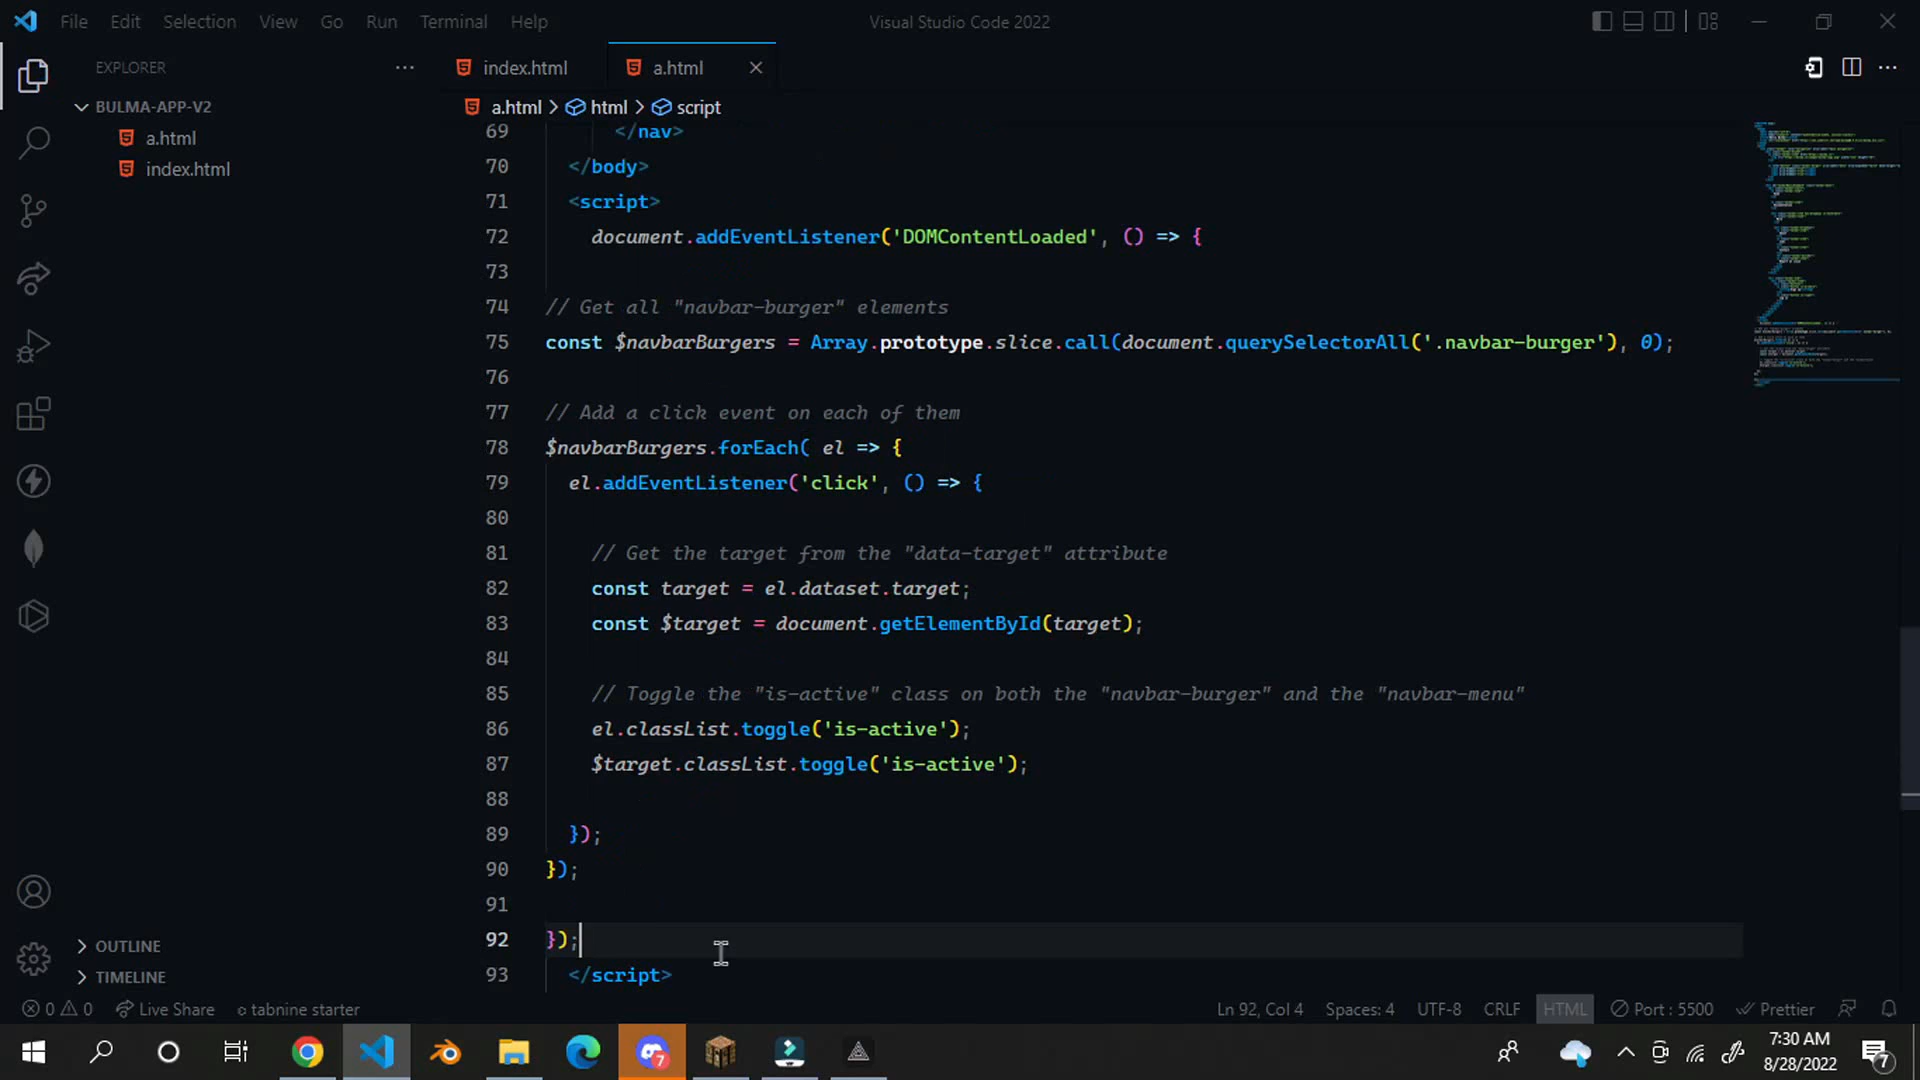 File Edit Selection View Go Run Terminal Help Visual Studio Code 2022
EXPLORER
index.html
a.html
BULMA-APP-V2
a.html
index.html
a.html > html > script
69 </nav>
70 </body>
71 <script>
72 document.addEventListener('DOMContentLoaded', () => {
73
74 // Get all "navbar-burger" elements
75 const $navbarBurgers = Array.prototype.slice.call(document.querySelectorAll('.navbar-burger'), 0);
76
77 // Add a click event on each of them
78 $navbarBurgers.forEach( el => {
79 el.addEventListener('click', () => {
80
81 // Get the target from the "data-target" attribute
82 const target = el.dataset.target;
83 const $target = document.getElementById(target);
84
85 // Toggle the "is-active" class on both the "navbar-burger" and the "navbar-menu"
86 el.classList.toggle('is-active');
87 $target.classList.toggle('is-active');
88
89 });
90 });
91
92 });
93 </script>
OUTLINE
TIMELINE
0 0 Live Share tabnine starter Ln 92, Col 4 Spaces: 4 UTF-8 CRLF HTML Port : 5500 Prettier
7
7:30 AM
8/28/2022
7